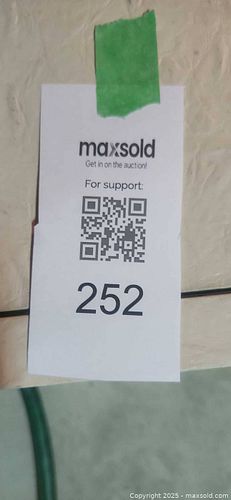 maxsold
Get in on the auction!
For support:
252
Copyright 2025 - maxsold.com